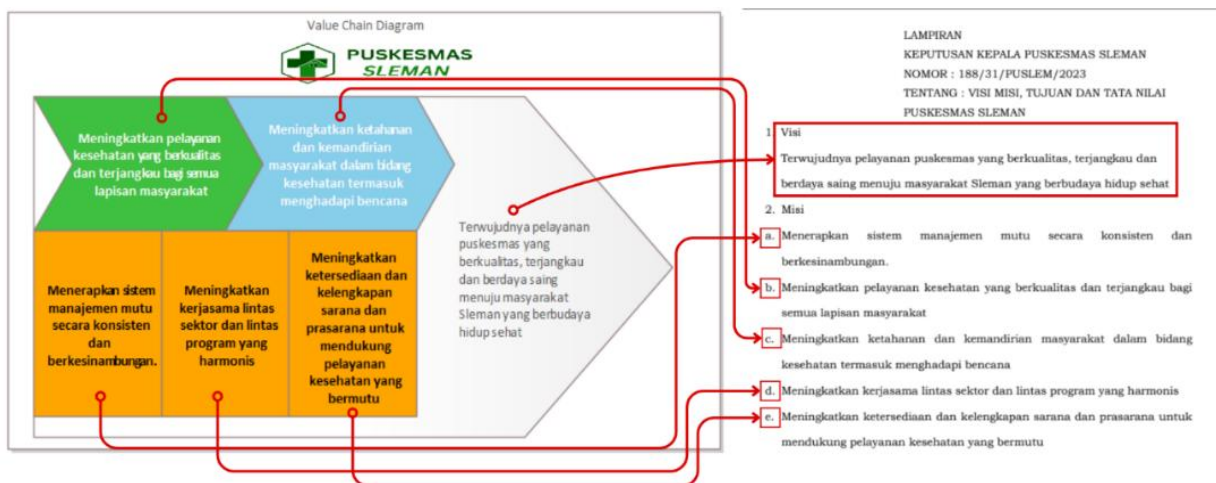 Value Chain Diagram
PUSKESMAS
SLEMAN
Meningkatkan pelayanan
kesehatan yang berkualitas
dan terjangkau bagi semua
lapisan masyarakat
Meningkatkan ketahanan
dan kemandirian
masyarakat dalam bidang
kesehatan termasuk
menghadapi bencana
Menerapkan sistem
manajemen mutu
secara konsisten
dan
berkesinambungan.
Meningkatkan
kerjasama lintas
sektor dan lintas
program yang
harmonis
Meningkatkan
ketersediaan dan
kelengkapan
sarana dan
prasarana untuk
mendukung
pelayanan
kesehatan yang
bermutu
Terwujudnya pelayanan
puskesmas yang
berkualitas, terjangkau
dan berdaya saing
menuju masyarakat
Sleman yang berbudaya
hidup sehat
LAMPIRAN
KEPUTUSAN KEPALA PUSKESMAS SLEMAN
NOMOR : 188/31/PUSLEM/2023
TENTANG : VISI MISI, TUJUAN DAN TATA NILAI
PUSKESMAS SLEMAN
1. Visi
Terwujudnya pelayanan puskesmas yang berkualitas, terjangkau dan
berdaya saing menuju masyarakat Sleman yang berbudaya hidup sehat
2. Misi
a. Menerapkan sistem manajemen mutu secara konsisten dan
berkesinambungan.
b. Meningkatkan pelayanan kesehatan yang berkualitas dan terjangkau bagi
semua lapisan masyarakat
c. Meningkatkan ketahanan dan kemandirian masyarakat dalam bidang
kesehatan termasuk menghadapi bencana
d. Meningkatkan kerjasama lintas sektor dan lintas program yang harmonis
e. Meningkatkan ketersediaan dan kelengkapan sarana dan prasarana untuk
mendukung pelayanan kesehatan yang bermutu